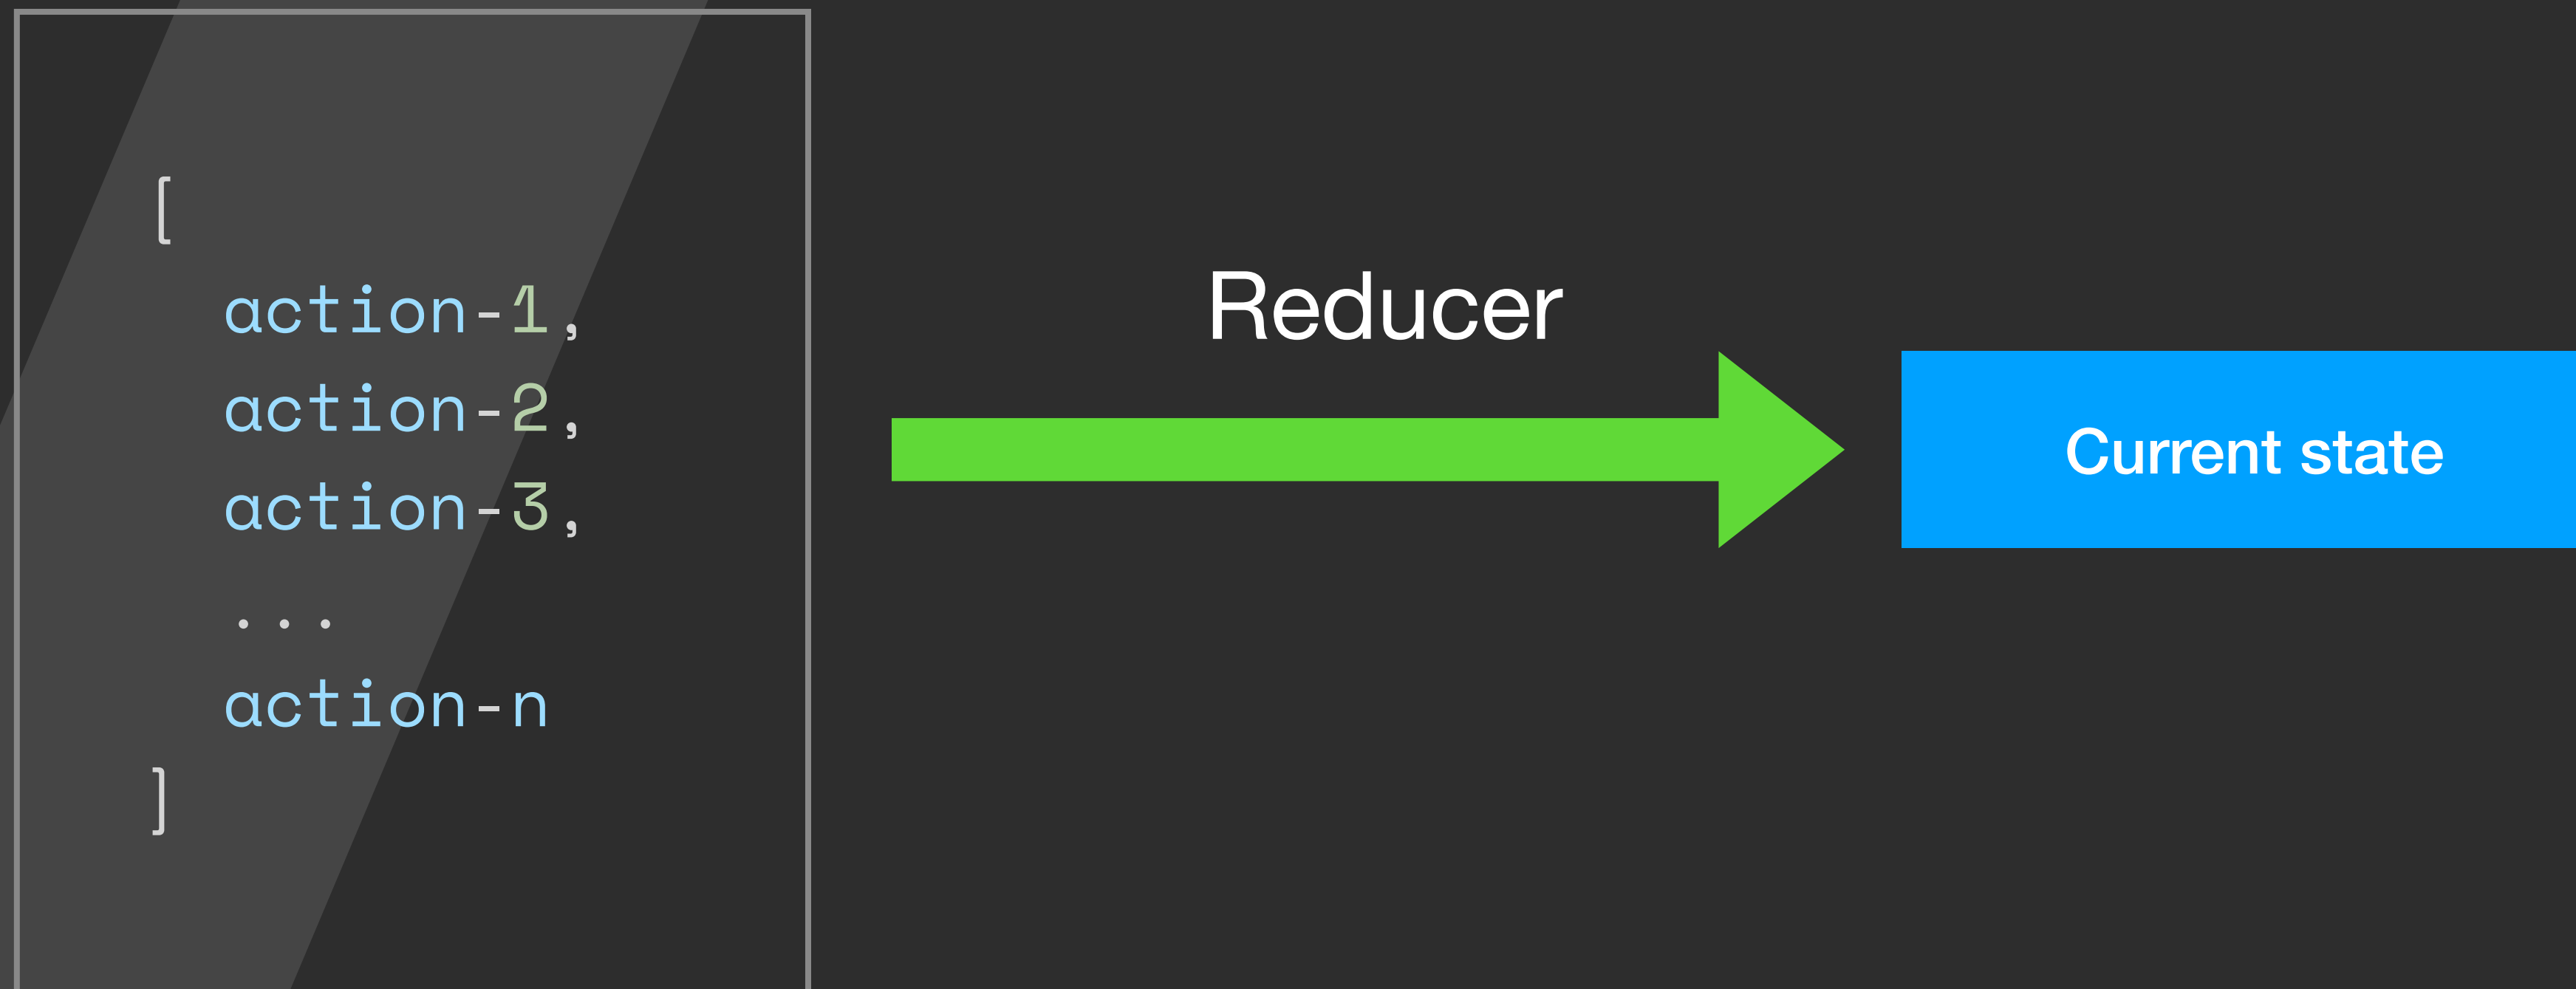 [
action-1,
action-2,
action-3,
...
action-n
]
Reducer
Current state